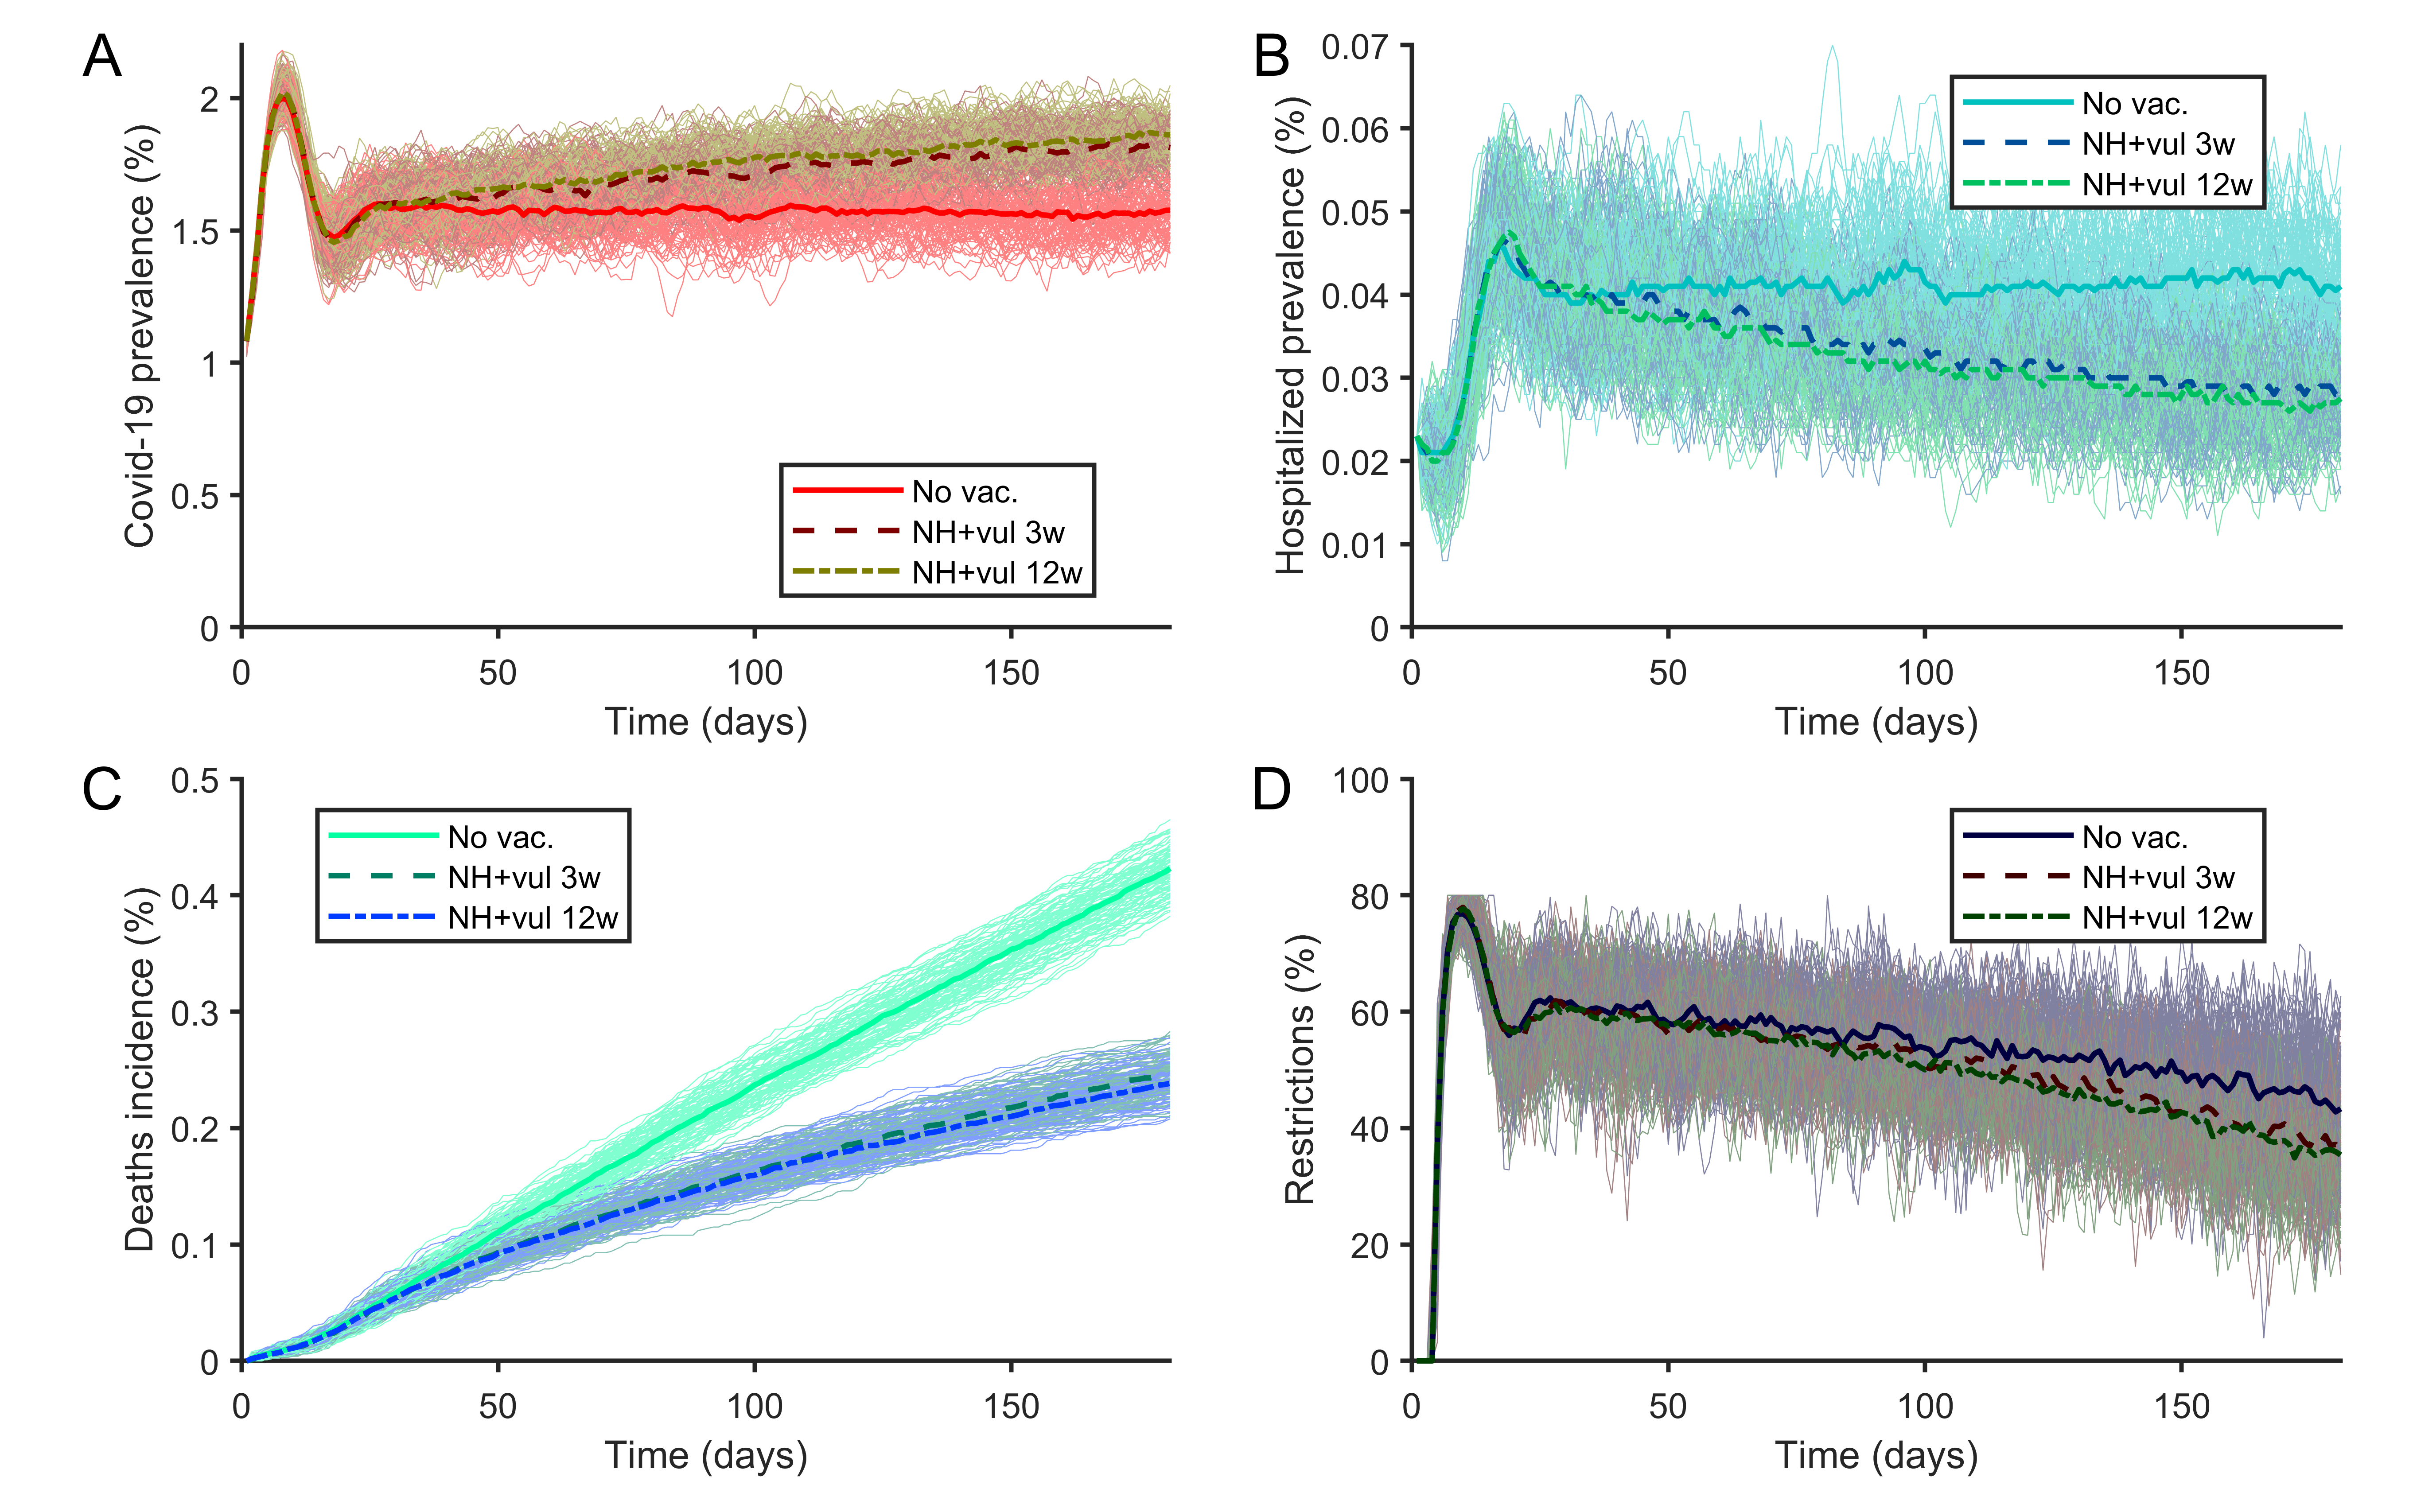 A
Covid-19 prevalence (%)
2
1.5
1
0.5
0
No vac.
NH+vul 3w
NH+vul 12w
0 50 100 150
Time (days)
B
Hospitalized prevalence (%)
0.07
0.06
0.05
0.04
0.03
0.02
0.01
0
No vac.
NH+vul 3w
NH+vul 12w
0 50 100 150
Time (days)
C
Deaths incidence (%)
0.5
0.4
0.3
0.2
0.1
0
No vac.
NH+vul 3w
NH+vul 12w
0 50 100 150
Time (days)
D
Restrictions (%)
100
80
60
40
20
0
No vac.
NH+vul 3w
NH+vul 12w
0 50 100 150
Time (days)